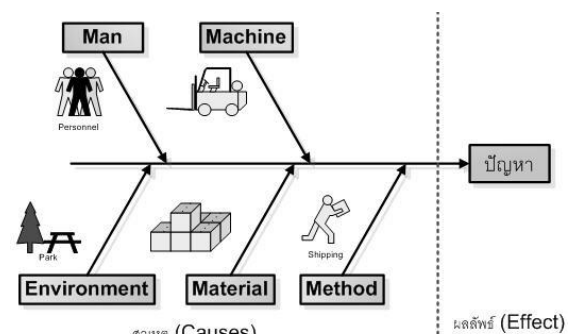 Man
Machine
Personnel
ปัญหา
Park
Shipping
Environment
Material
Method
(Causes)
ผลลัพธ์ (Effect)